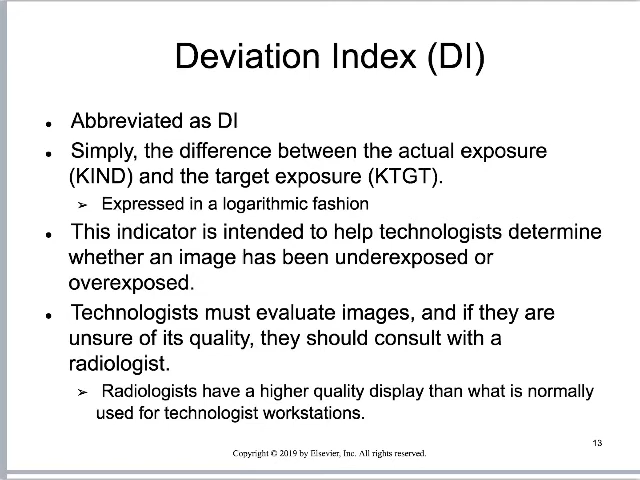 Deviation Index (DI)
• Abbreviated as DI
• Simply, the difference between the actual exposure
(KIND) and the target exposure (KTGT).
➢ Expressed in a logarithmic fashion
• This indicator is intended to help technologists determine
whether an image has been underexposed or
overexposed.
• Technologists must evaluate images, and if they are
unsure of its quality, they should consult with a
radiologist.
➢ Radiologists have a higher quality display than what is normally
used for technologist workstations.
13
Copyright © 2019 by Elsevier, Inc. All rights reserved.